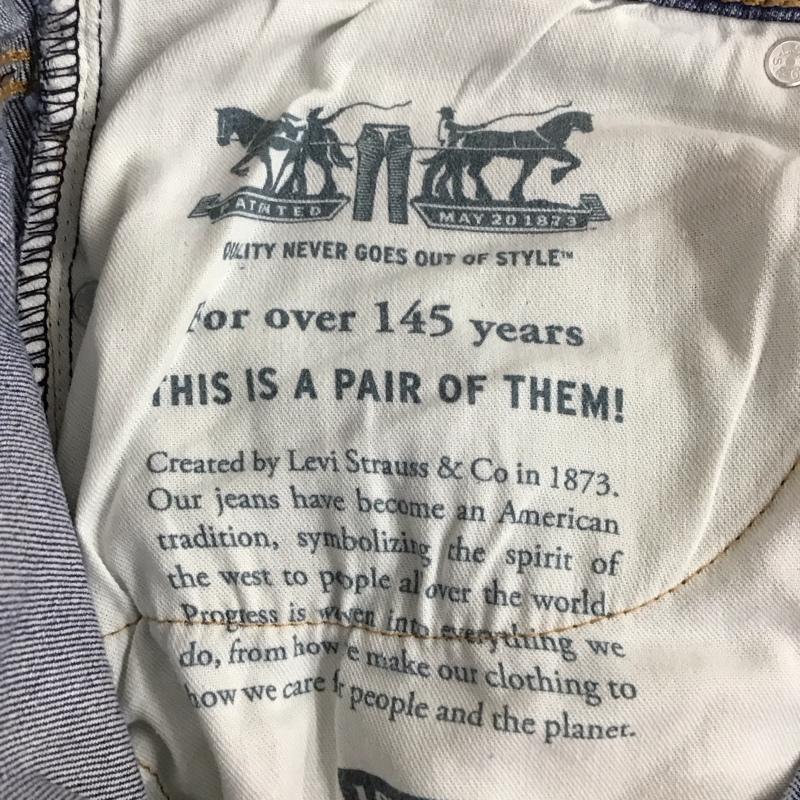 PATENTED
MAY 20 1873
QUALITY NEVER GOES OUT OF STYLE™
For over 145 years
THIS IS A PAIR OF THEM!
Created by Levi Strauss & Co in 1873.
Our jeans have become an American
tradition, symbolizing the spirit of
the west to people all over the world.
Progress is woven into everything we
do, from how we make our clothing to
how we care for people and the planet.